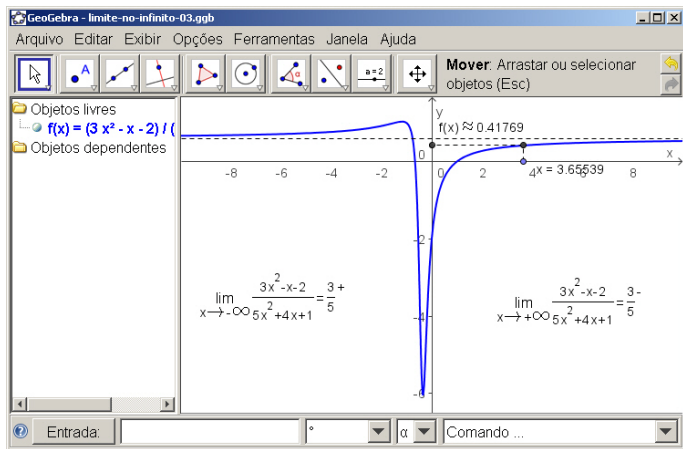 GeoGebra - limite-no-infinito-03.ggb
Arquivo Editar Exibir Opções Ferramentas Janela Ajuda
A
α
a = 2
Mover: Arrastar ou selecionar
objetos (Esc)
Objetos livres
f(x) = (3 x² - x - 2) / (
Objetos dependentes
y
f(x) ≈ 0.41769
0
x
-8 -6 -4 -2 0 2 4 6 8
x = 3.65539
-2
-4
-6
lim x→-∞ (3x²-x-2)/(5x²+4x+1) = 3/5 +
lim x→+∞ (3x²-x-2)/(5x²+4x+1) = 3/5 -
Entrada:
°
α
Comando ...